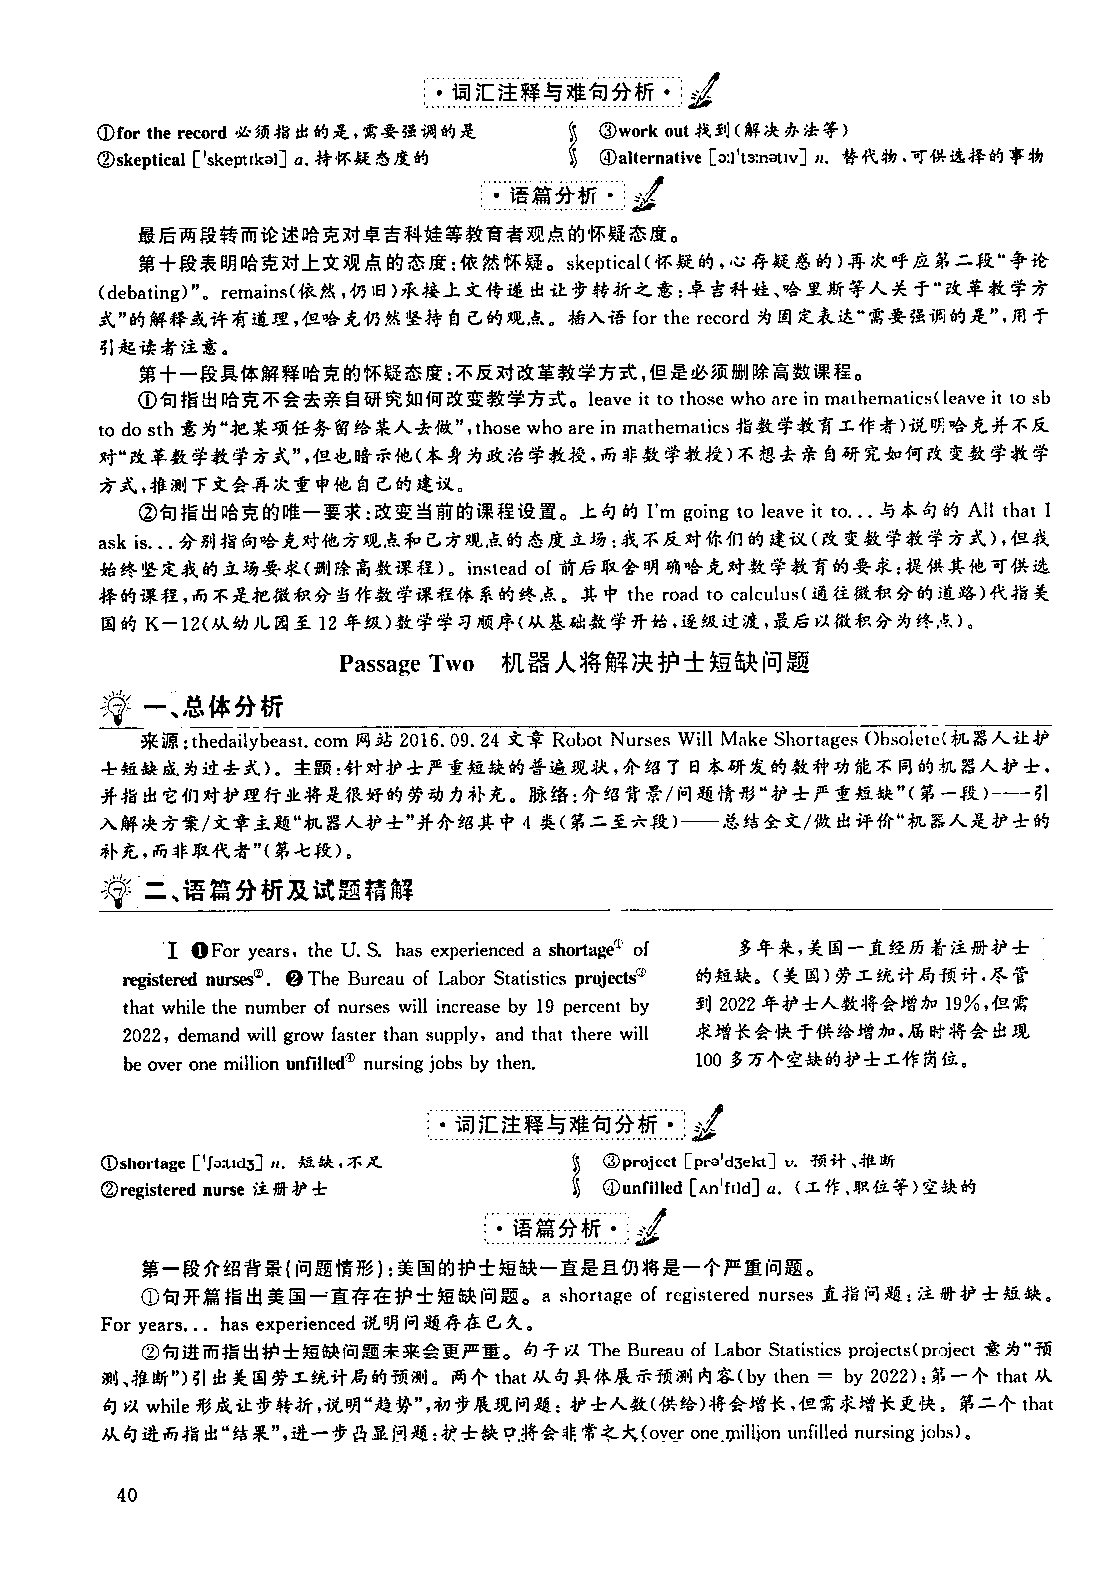 ·词汇注释与难句分析·
①for the record 必须指出的是,需要强调的是
②skeptical [ˈskeptɪkəl] a. 持怀疑态度的
③work out 找到(解决办法等)
④alternative [ɔːlˈtɜːnətɪv] n. 替代物,可供选择的事物
·语篇分析·
最后两段转而论述哈克对卓吉科娃等教育者观点的怀疑态度。
第十段表明哈克对上文观点的态度:依然怀疑。skeptical(怀疑的,心存疑惑的)再次呼应第二段“争论
(debating)”。remains(依然,仍旧)承接上文传递出让步转折之意:卓吉科娃、哈里斯等人关于“改革教学方
式”的解释或许有道理,但哈克仍然坚持自己的观点。插入语 for the record 为固定表达“需要强调的是”,用于
引起读者注意。
第十一段具体解释哈克的怀疑态度:不反对改革教学方式,但是必须删除高数课程。
①句指出哈克不会去亲自研究如何改变教学方式。leave it to those who are in mathematics(leave it to sb
to do sth 意为“把某项任务留给某人去做”,those who are in mathematics 指数学教育工作者)说明哈克并不反
对“改革数学教学方式”,但也暗示他(本身为政治学教授,而非数学教授)不想去亲自研究如何改变数学教学
方式,推测下文会再次重申他自己的建议。
②句指出哈克的唯一要求:改变当前的课程设置。上句的 I'm going to leave it to... 与本句的 All that I
ask is... 分别指向哈克对他方观点和己方观点的态度立场:我不反对你们的建议(改变数学教学方式),但我
始终坚定我的立场要求(删除高数课程)。instead of 前后取舍明确哈克对数学教育的要求:提供其他可供选
择的课程,而不是把微积分当作数学课程体系的终点。其中 the road to calculus(通往微积分的道路)代指美
国的 K—12(从幼儿园至 12 年级)数学学习顺序(从基础数学开始,逐级过渡,最后以微积分为终点)。
Passage Two 机器人将解决护士短缺问题
一、总体分析
来源:thedailybeast.com 网站 2016.09.24 文章 Robot Nurses Will Make Shortages Obsolete(机器人让护
士短缺成为过去式)。主题:针对护士严重短缺的普遍现状,介绍了日本研发的数种功能不同的机器人护士,
并指出它们对护理行业将是很好的劳动力补充。脉络:介绍背景/问题情形“护士严重短缺”(第一段)——引
入解决方案/文章主题“机器人护士”并介绍其中 4 类(第二至六段)——总结全文/做出评价“机器人是护士的
补充,而非取代者”(第七段)。
二、语篇分析及试题精解
I ❶For years, the U. S. has experienced a shortage① of
registered nurses②. ❷The Bureau of Labor Statistics projects③
that while the number of nurses will increase by 19 percent by
2022, demand will grow faster than supply, and that there will
be over one million unfilled④ nursing jobs by then.
多年来,美国一直经历着注册护士
的短缺。(美国)劳工统计局预计,尽管
到 2022 年护士人数将会增加 19%,但需
求增长会快于供给增加,届时将会出现
100 多万个空缺的护士工作岗位。
·词汇注释与难句分析·
①shortage [ˈʃɔːtɪdʒ] n. 短缺,不足
②registered nurse 注册护士
③project [prəˈdʒekt] v. 预计、推断
④unfilled [ʌnˈfɪld] a. (工作、职位等)空缺的
·语篇分析·
第一段介绍背景(问题情形):美国的护士短缺一直是且仍将是一个严重问题。
①句开篇指出美国一直存在护士短缺问题。a shortage of registered nurses 直指问题:注册护士短缺。
For years... has experienced 说明问题存在已久。
②句进而指出护士短缺问题未来会更严重。句子以 The Bureau of Labor Statistics projects(project 意为“预
测、推断”)引出美国劳工统计局的预测。两个 that 从句具体展示预测内容(by then = by 2022):第一个 that 从
句以 while 形成让步转折,说明“趋势”,初步展现问题:护士人数(供给)将会增长,但需求增长更快。第二个 that
从句进而指出“结果”,进一步凸显问题:护士缺口将会非常之大(over one million unfilled nursing jobs)。
40